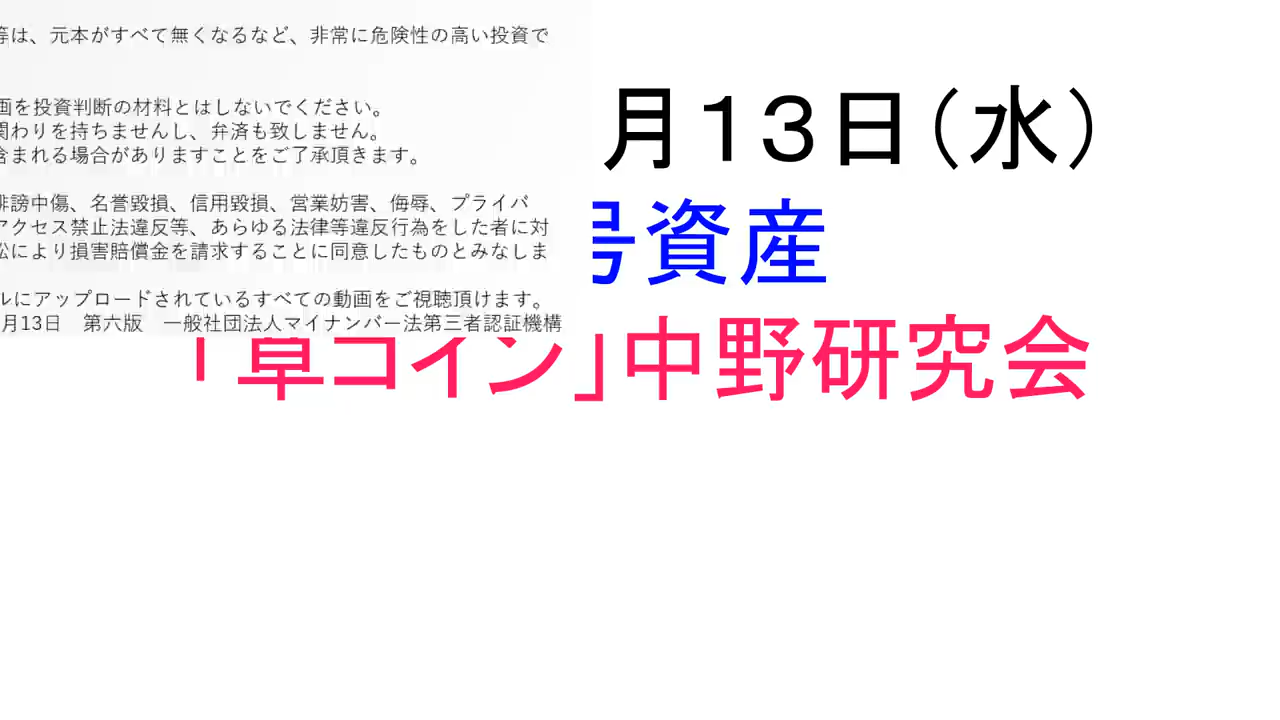 等は、元本がすべて無くなるなど、非常に危険性の高い投資で
画を投資判断の材料とはしないでください。
関わりを持ちませんし、弁済も致しません。
含まれる場合がありますことをご了承頂きます。
誹謗中傷、名誉毀損、信用毀損、営業妨害、侮辱、プライバ
アクセス禁止法違反等、あらゆる法律等違反行為をした者に対
訟により損害賠償金を請求することに同意したものとみなしま
ルにアップロードされているすべての動画をご視聴頂けます。
月13日　第六版　一般社団法人マイナンバー法第三者認証機構
月13日(水)
号資産
「草コイン」中野研究会